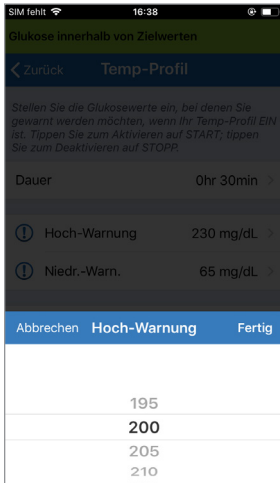 SIM fehlt 16:38
Glukose innerhalb von Zielwerten
Zurück Temp-Profil
Stellen Sie die Glukosewerte ein, bei denen Sie
gewarnt werden möchten, wenn Ihr Temp-Profil EIN
ist. Tippen Sie zum Aktivieren auf START; tippen
Sie zum Deaktivieren auf STOPP.
Dauer 0hr 30min
Hoch-Warnung 230 mg/dL
Niedr.-Warn. 65 mg/dL
Abbrechen Hoch-Warnung Fertig
195
200
205
210